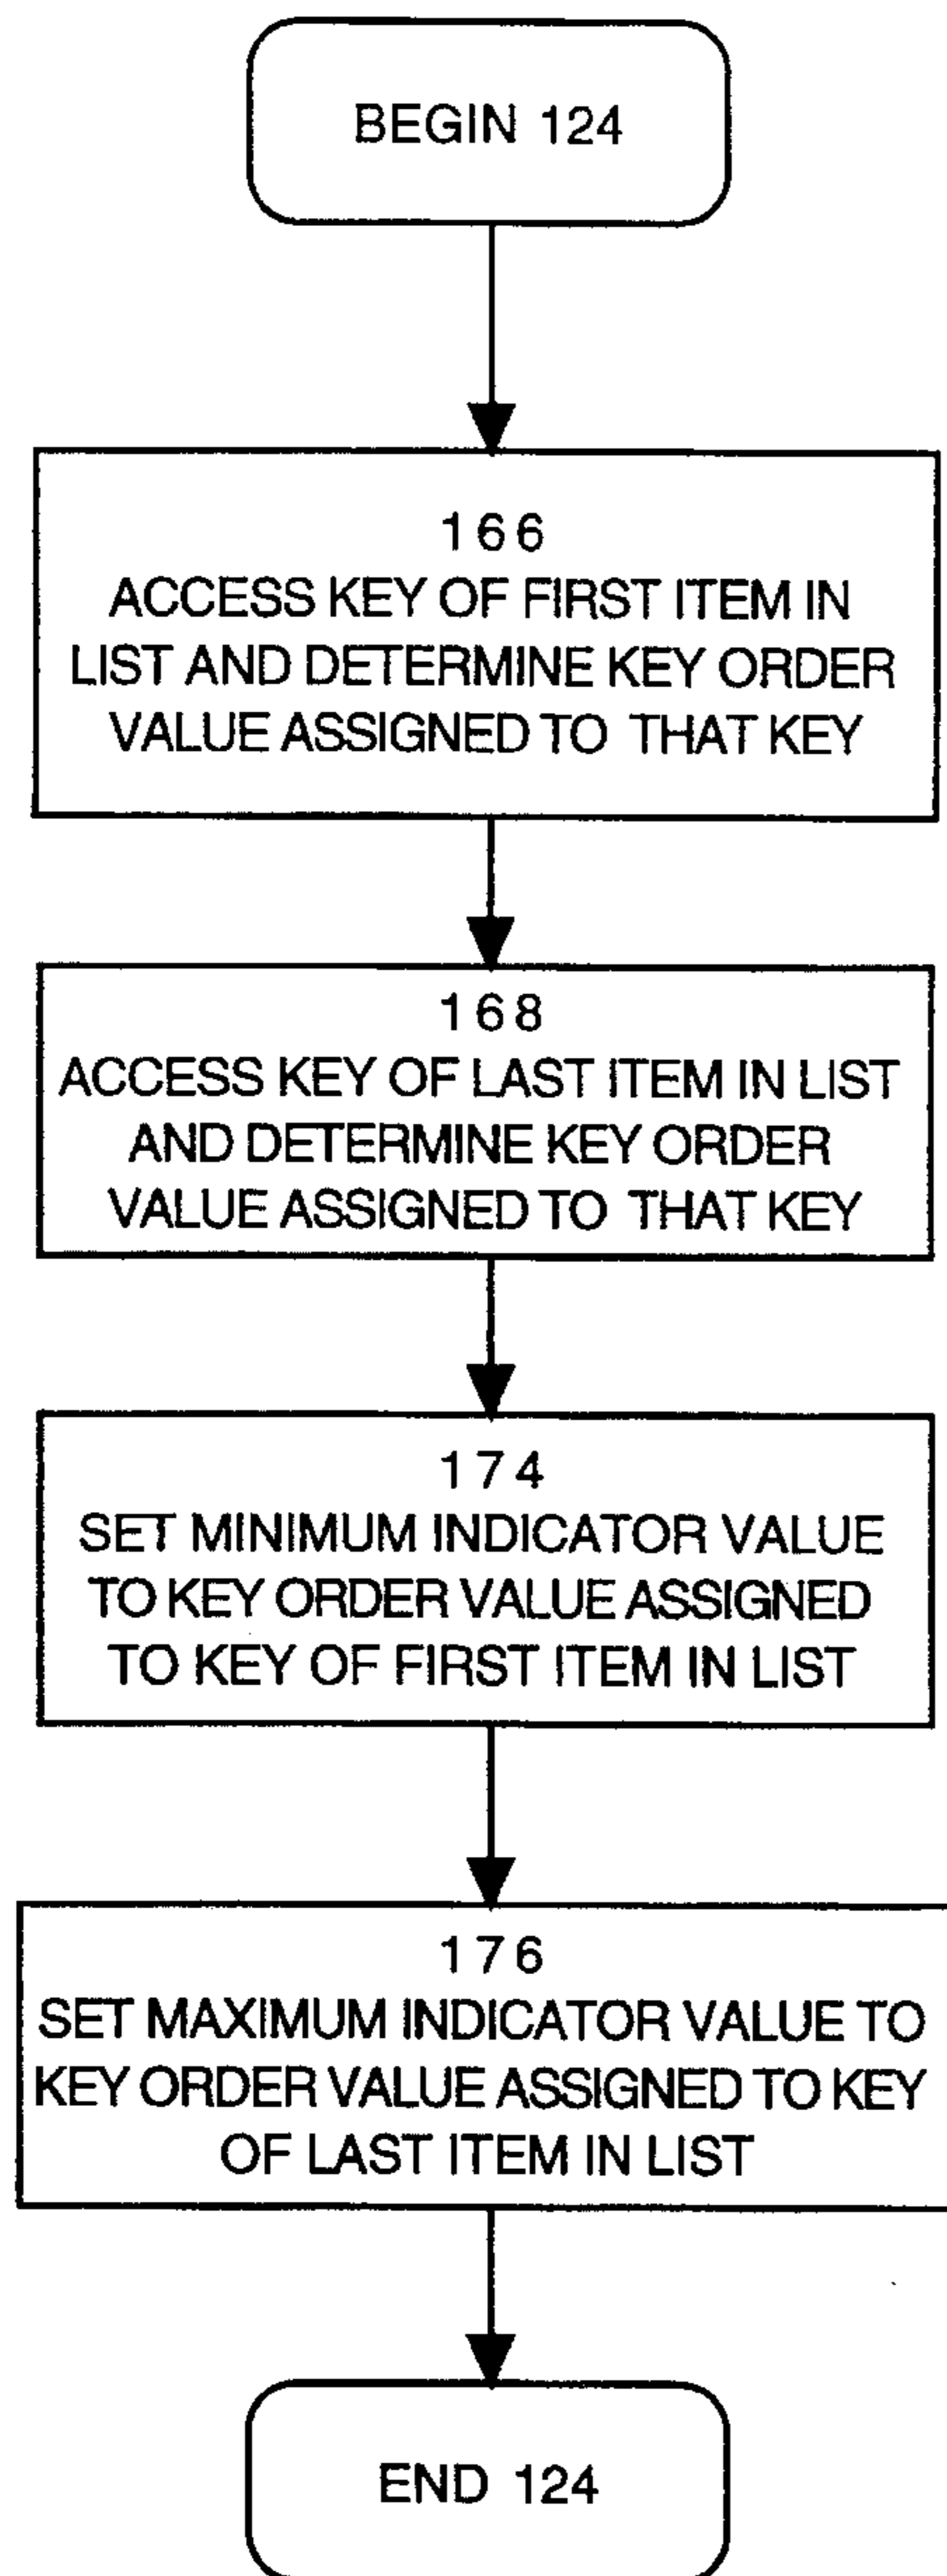 BEGIN 124
166
ACCESS KEY OF FIRST ITEM IN
LIST AND DETERMINE KEY ORDER
VALUE ASSIGNED TO THAT KEY
168
ACCESS KEY OF LAST ITEM IN LIST
AND DETERMINE KEY ORDER
VALUE ASSIGNED TO THAT KEY
174
SET MINIMUM INDICATOR VALUE
TO KEY ORDER VALUE ASSIGNED
TO KEY OF FIRST ITEM IN LIST
176
SET MAXIMUM INDICATOR VALUE TO
KEY ORDER VALUE ASSIGNED TO KEY
OF LAST ITEM IN LIST
END 124